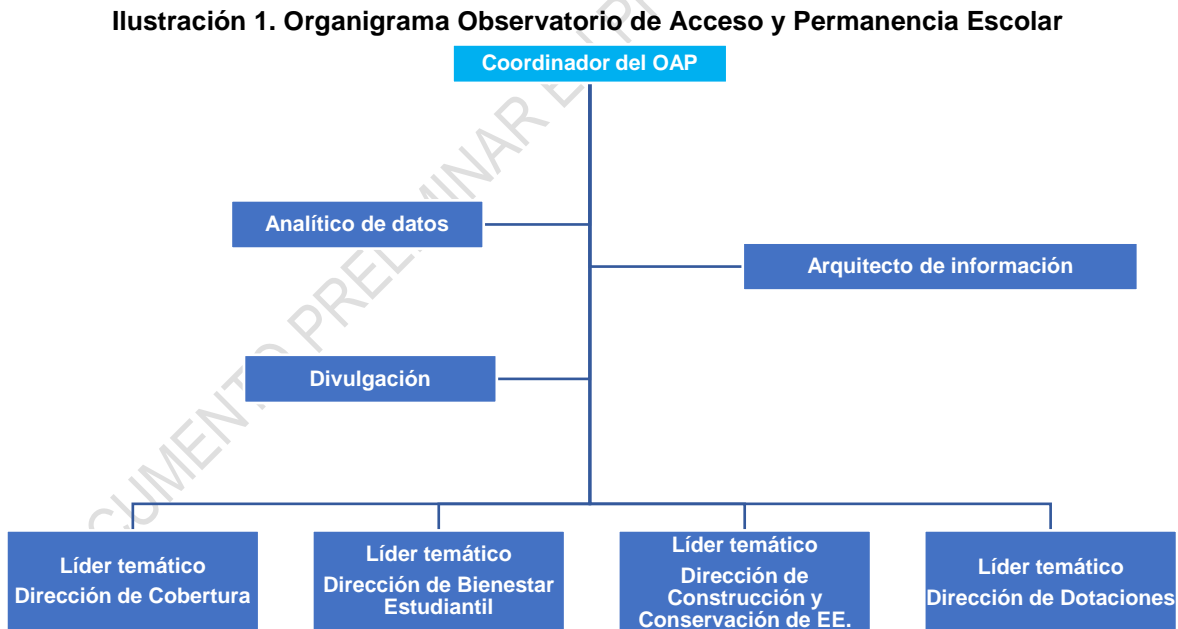 Ilustración 1. Organigrama Observatorio de Acceso y Permanencia Escolar
Coordinador del OAP
Analítico de datos
Arquitecto de información
Divulgación
Líder temático
Dirección de Cobertura
Líder temático
Dirección de Bienestar
Estudiantil
Líder temático
Dirección de
Construcción y
Conservación de EE.
Líder temático
Dirección de Dotaciones
CUMENTO PRELIMINAR